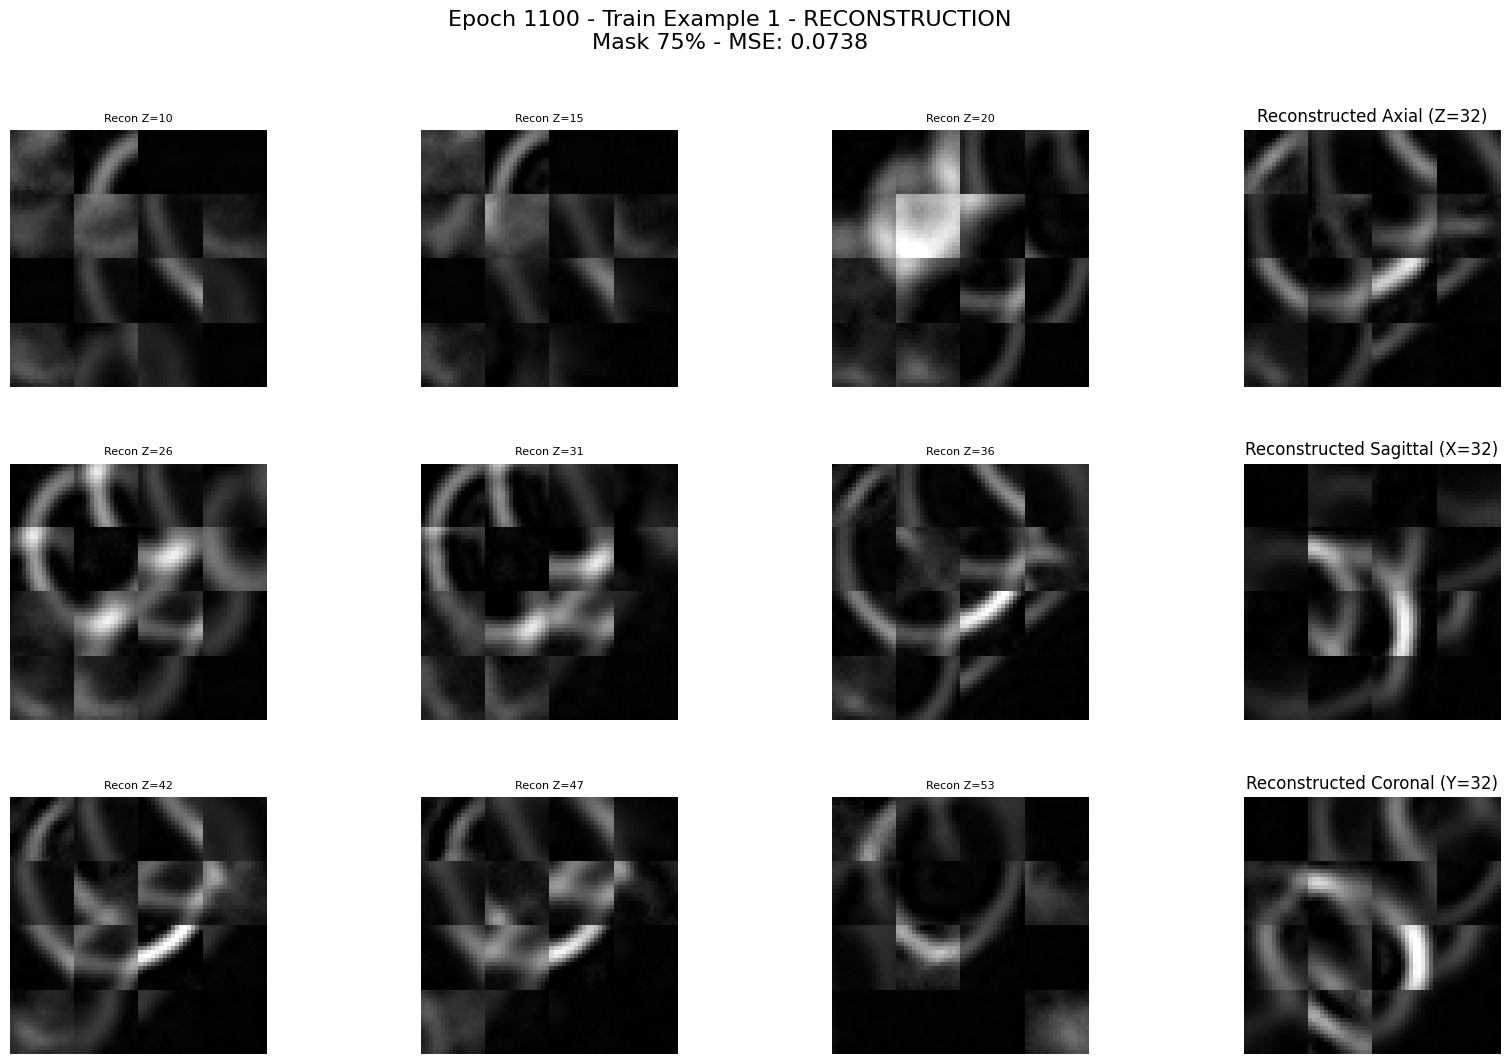 Epoch 1100 - Train Example 1 - RECONSTRUCTION
Mask 75% - MSE: 0.0738
Recon Z=10
Recon Z=15
Recon Z=20
Reconstructed Axial (Z=32)
Recon Z=26
Recon Z=31
Recon Z=36
Reconstructed Sagittal (X=32)
Recon Z=42
Recon Z=47
Recon Z=53
Reconstructed Coronal (Y=32)